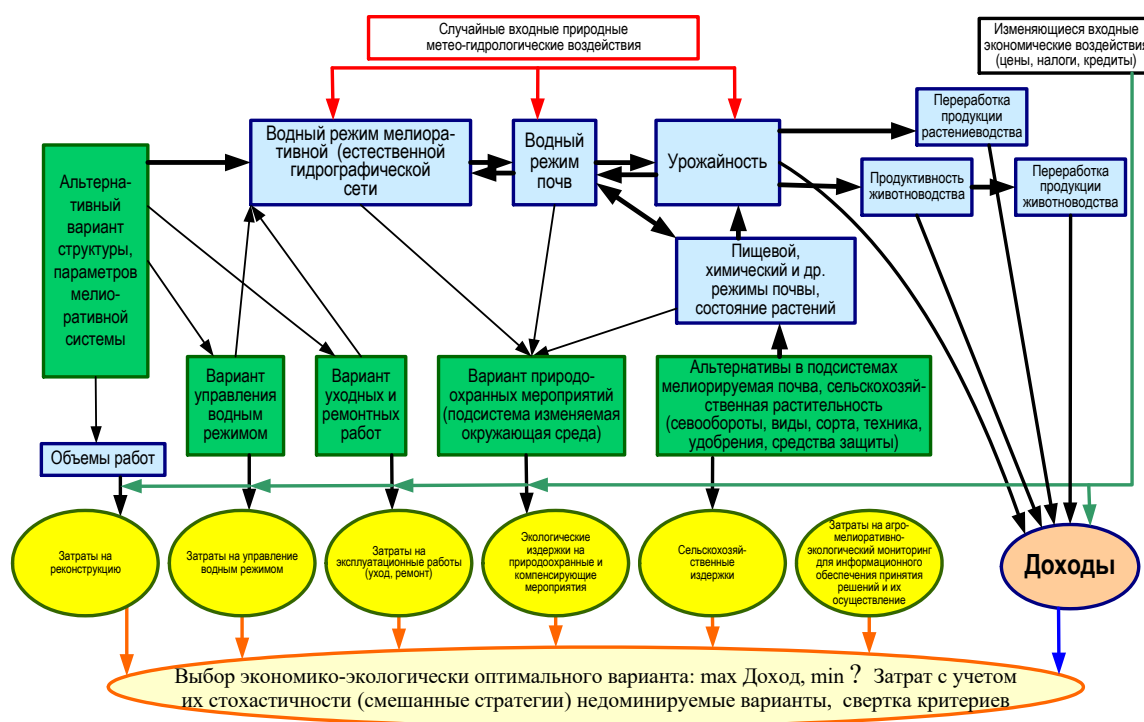 Случайные входные природные
метео-гидрологические воздействия
Изменяющиеся входные
экономические воздействия
(цены, налоги, кредиты)
Альтерна-
тивный
вариант
структуры,
параметров
мелио-
ративной
системы
Водный режим мелиора-
тивной (естественной
гидрографической
сети
Водный
режим
почв
Урожайность
Переработка
продукции
растениеводства
Продуктивность
животноводства
Переработка
продукции
животноводства
Пищевой,
химический и др.
режимы почвы,
состояние растений
Вариант
управления
водным
режимом
Вариант
уходных и
ремонтных
работ
Вариант природо-
охранных мероприятий
(подсистема изменяемая
окружающая среда)
Альтернативы в подсистемах
мелиорируемая почва, сельскохозяй-
ственная растительность
(севообороты, виды, сорта, техника,
удобрения, средства защиты)
Объемы работ
Затраты на
реконструкцию
Затраты на управление
водным режимом
Затраты на
эксплуатационные работы
(уход, ремонт)
Экологические
издержки на
природоохранные и
компенсирующие
мероприятия
Сельскохозяй-
ственные
издержки
Затраты на агро-
мелиоративно-
экологический мониторинг
для информационного
обеспечения принятия
решений и их
осуществление
Доходы
Выбор экономико-экологически оптимального варианта: max Доход, min ? Затрат с учетом
их стохастичности (смешанные стратегии) недоминируемые варианты, свертка критериев